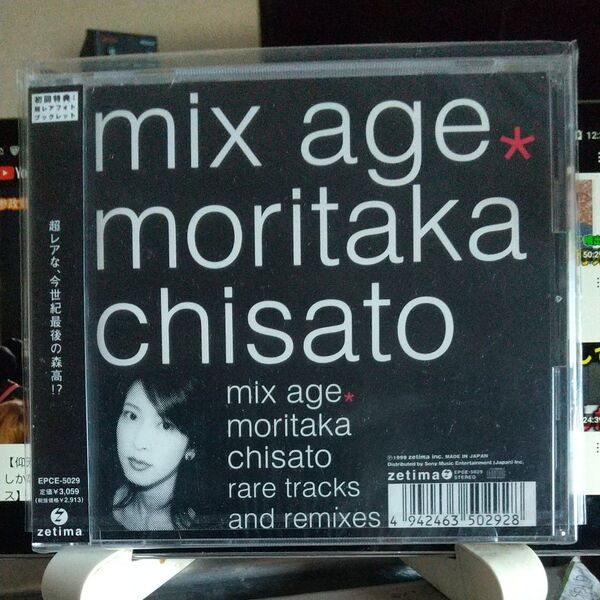 初回特典:
超レアフォト
ブックレット
超レアな、今世紀最後の森高!?
EPCE-5029
定価¥3,059
(税抜価格¥2,913)
zetima
mix age*
moritaka
chisato
mix age*
moritaka
chisato
rare tracks
and remixes
℗1999 zetima inc. MADE IN JAPAN
Distributed by Sony Music Entertainment (Japan) Inc.
zetima
EPCE-5029
STEREO
4 942463 502928